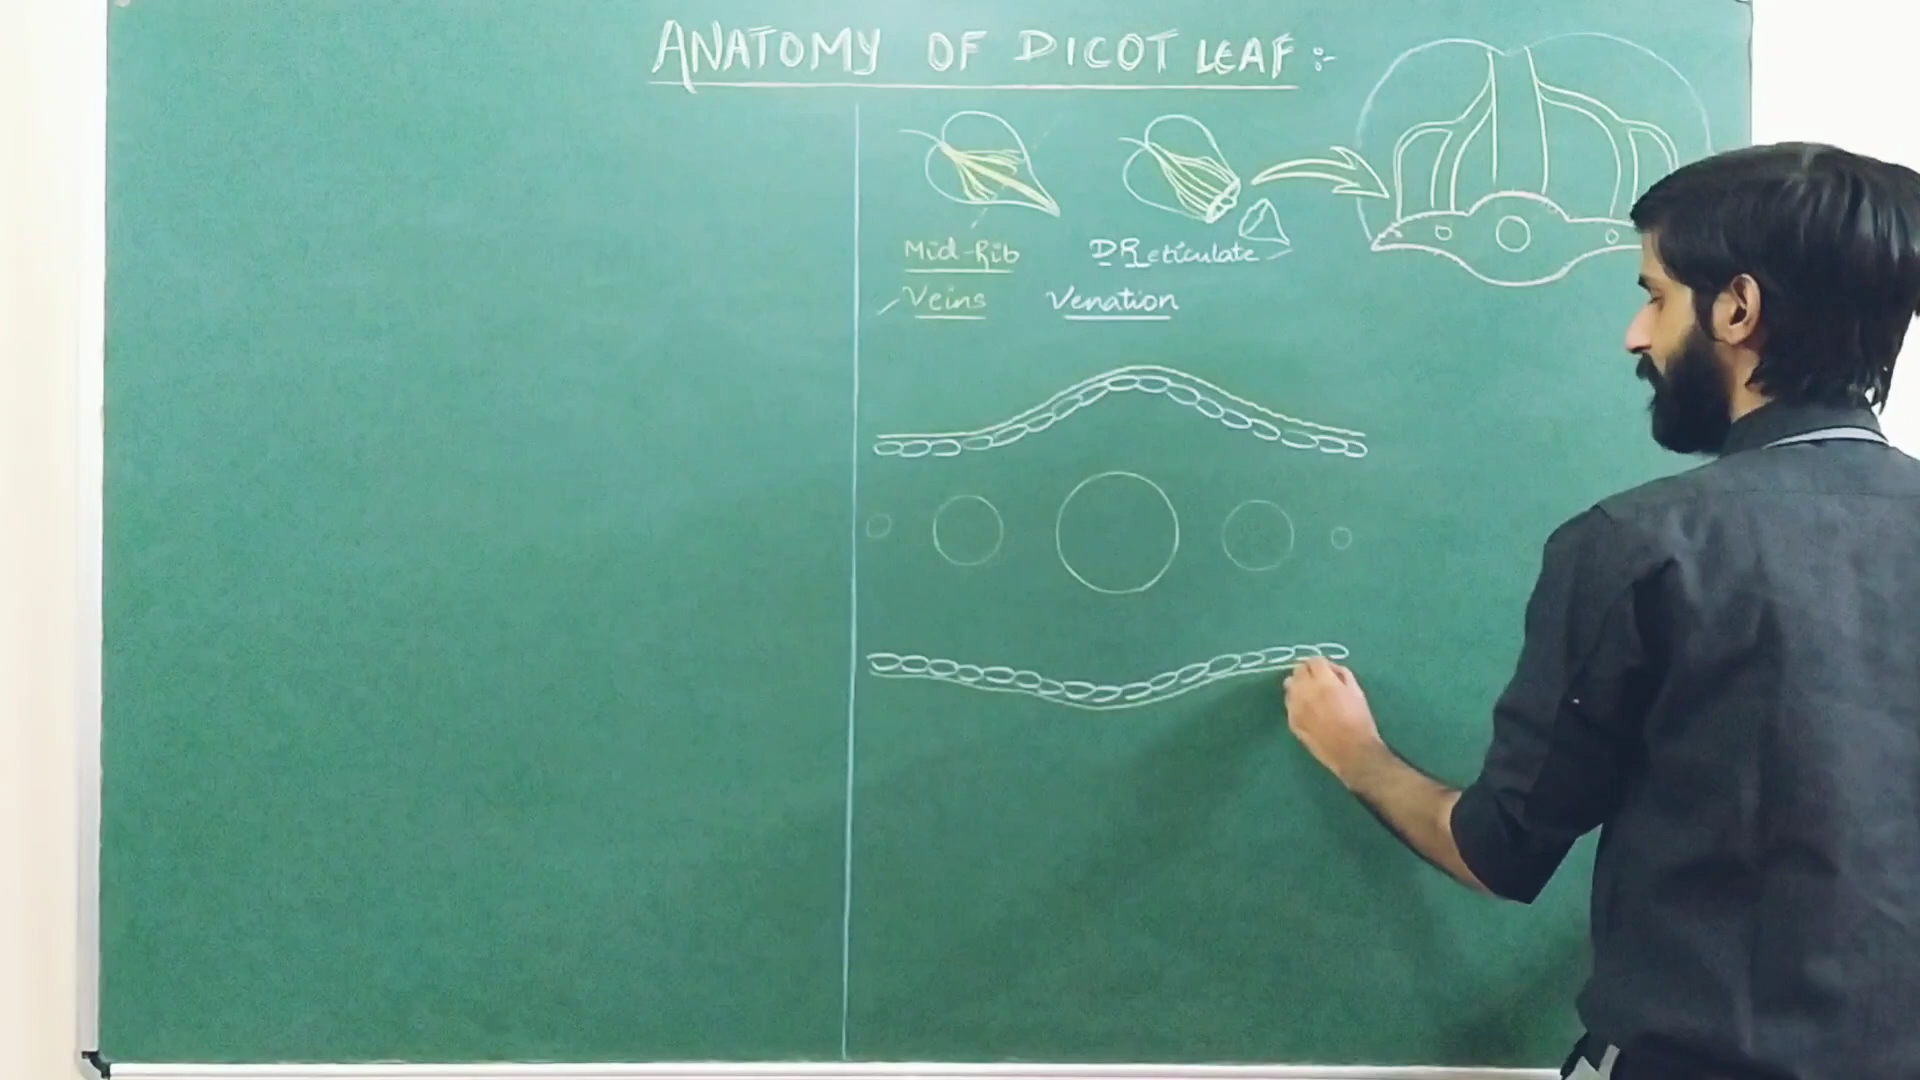 ANATOMY OF DICOT LEAF :-
Mid-Rib
Veins
DReticulate
Venation